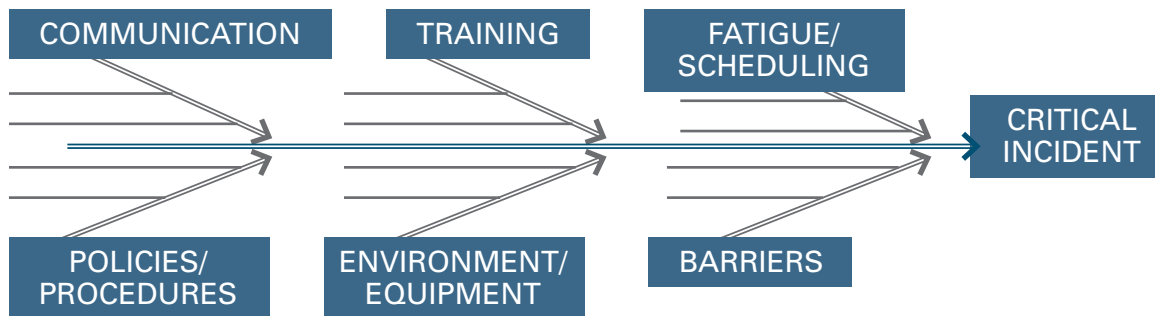 COMMUNICATION
TRAINING
FATIGUE/
SCHEDULING
CRITICAL
INCIDENT
POLICIES/
PROCEDURES
ENVIRONMENT/
EQUIPMENT
BARRIERS